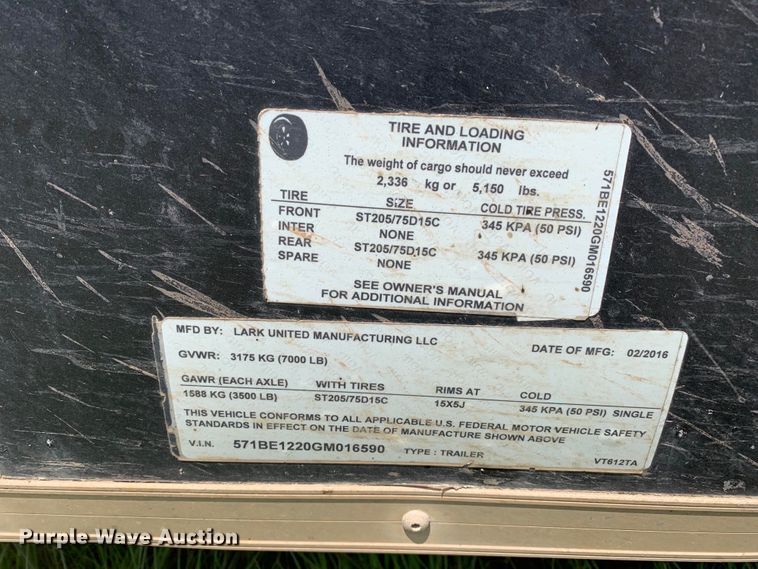 TIRE AND LOADING
INFORMATION
The weight of cargo should never exceed
2,336 kg or 5,150 lbs.
TIRE SIZE COLD TIRE PRESS.
FRONT ST205/75D15C 345 KPA (50 PSI)
INTER NONE
REAR ST205/75D15C 345 KPA (50 PSI)
SPARE NONE
SEE OWNER'S MANUAL
FOR ADDITIONAL INFORMATION
571BE1220GM016590
MFD BY: LARK UNITED MANUFACTURING LLC
DATE OF MFG: 02/2016
GVWR: 3175 KG (7000 LB)
GAWR (EACH AXLE) WITH TIRES RIMS AT COLD
1588 KG (3500 LB) ST205/75D15C 15X5J 345 KPA (50 PSI) SINGLE
THIS VEHICLE CONFORMS TO ALL APPLICABLE U.S. FEDERAL MOTOR VEHICLE SAFETY
STANDARDS IN EFFECT ON THE DATE OF MANUFACTURE SHOWN ABOVE
V.I.N. 571BE1220GM016590 TYPE : TRAILER VT612TA
Purple Wave Auction